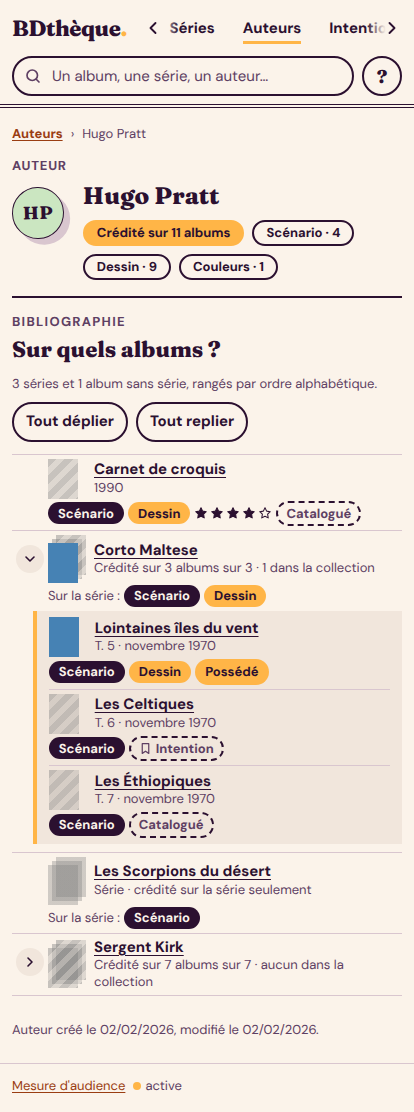 BDthèque.
Séries Auteurs
Un album, une série, un auteur...
?
Auteurs › Hugo Pratt
AUTEUR
HP
Hugo Pratt
Crédité sur 11 albums Scénario · 4
Dessin · 9 Couleurs · 1
BIBLIOGRAPHIE
Sur quels albums ?
3 séries et 1 album sans série, rangés par ordre alphabétique.
Tout déplier Tout replier
Carnet de croquis
1990
Scénario Dessin ★★★★☆ Catalogué
Corto Maltese
Crédité sur 3 albums sur 3 · 1 dans la collection
Sur la série : Scénario Dessin
Lointaines îles du vent
T. 5 · novembre 1970
Scénario Dessin Possédé
Les Celtiques
T. 6 · novembre 1970
Scénario Intention
Les Éthiopiques
T. 7 · novembre 1970
Scénario Catalogué
Les Scorpions du désert
Série · crédité sur la série seulement
Sur la série : Scénario
Sergent Kirk
Crédité sur 7 albums sur 7 · aucun dans la
collection
Auteur créé le 02/02/2026, modifié le 02/02/2026.
Mesure d'audience active